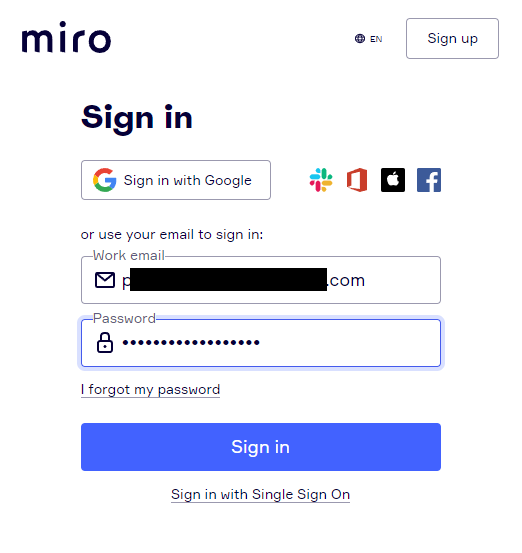 miro
EN
Sign up
Sign in
Sign in with Google
or use your email to sign in:
Work email
p .com
Password
••••••••••••••••••
I forgot my password
Sign in
Sign in with Single Sign On